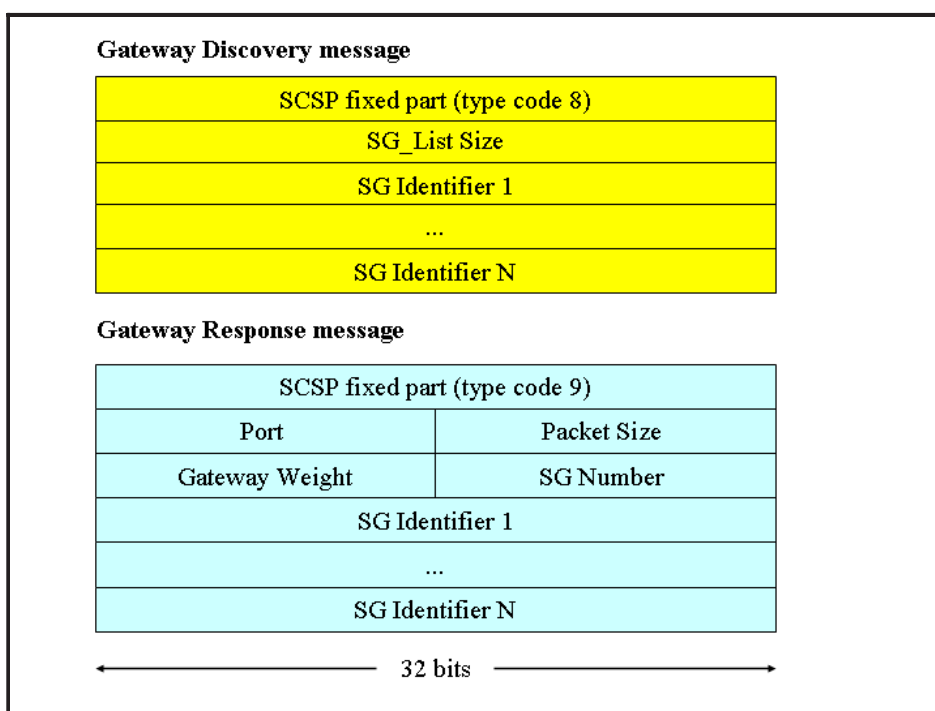 Gateway Discovery message
SCSP fixed part (type code 8)
SG_List Size
SG Identifier 1
...
SG Identifier N
Gateway Response message
SCSP fixed part (type code 9)
Port Packet Size
Gateway Weight SG Number
SG Identifier 1
...
SG Identifier N
32 bits